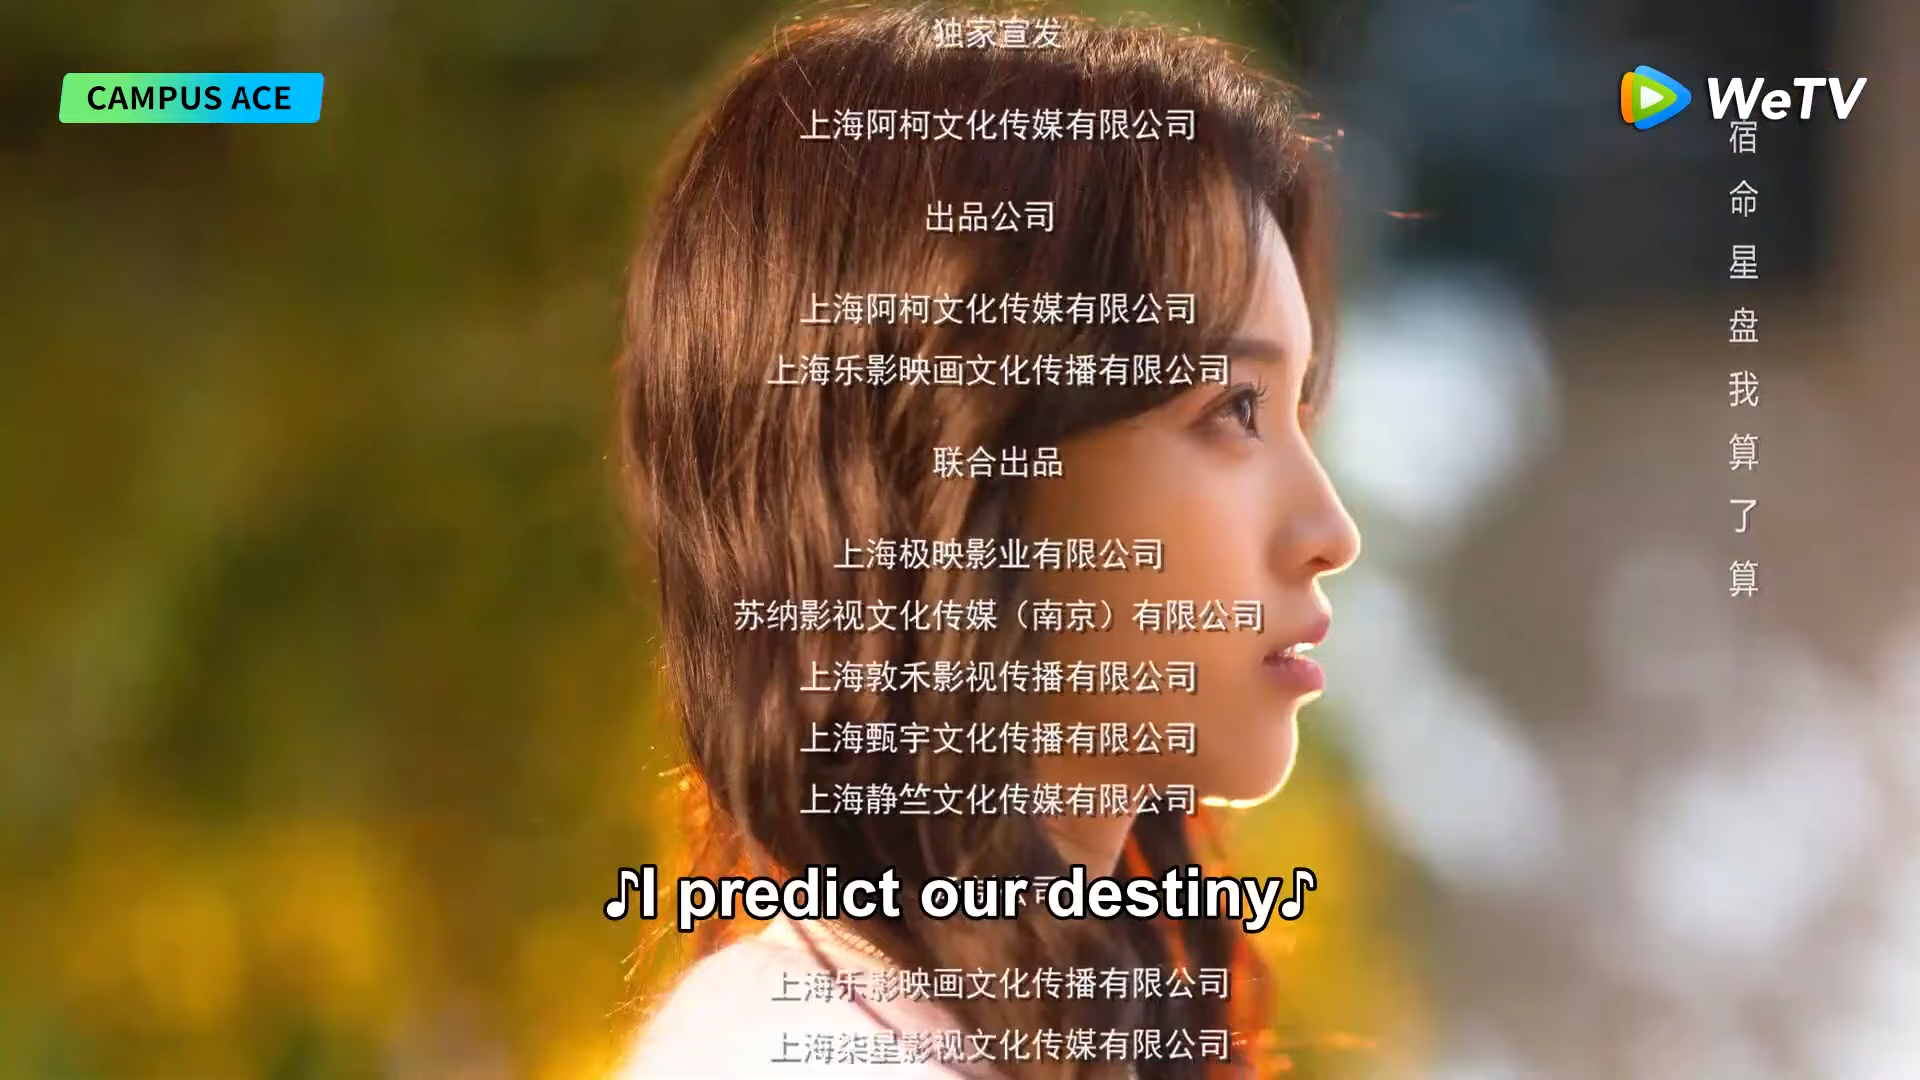 独家宣发
CAMPUS ACE
WeTV
上海阿柯文化传媒有限公司
出品公司
上海阿柯文化传媒有限公司
上海乐影映画文化传播有限公司
联合出品
上海极映影业有限公司
苏纳影视文化传媒（南京）有限公司
上海敦禾影视传播有限公司
上海甄宇文化传播有限公司
上海静竺文化传媒有限公司
♪I predict our destiny♪
上海乐影映画文化传播有限公司
上海柒星影视文化传媒有限公司
宿命星盘我算了算